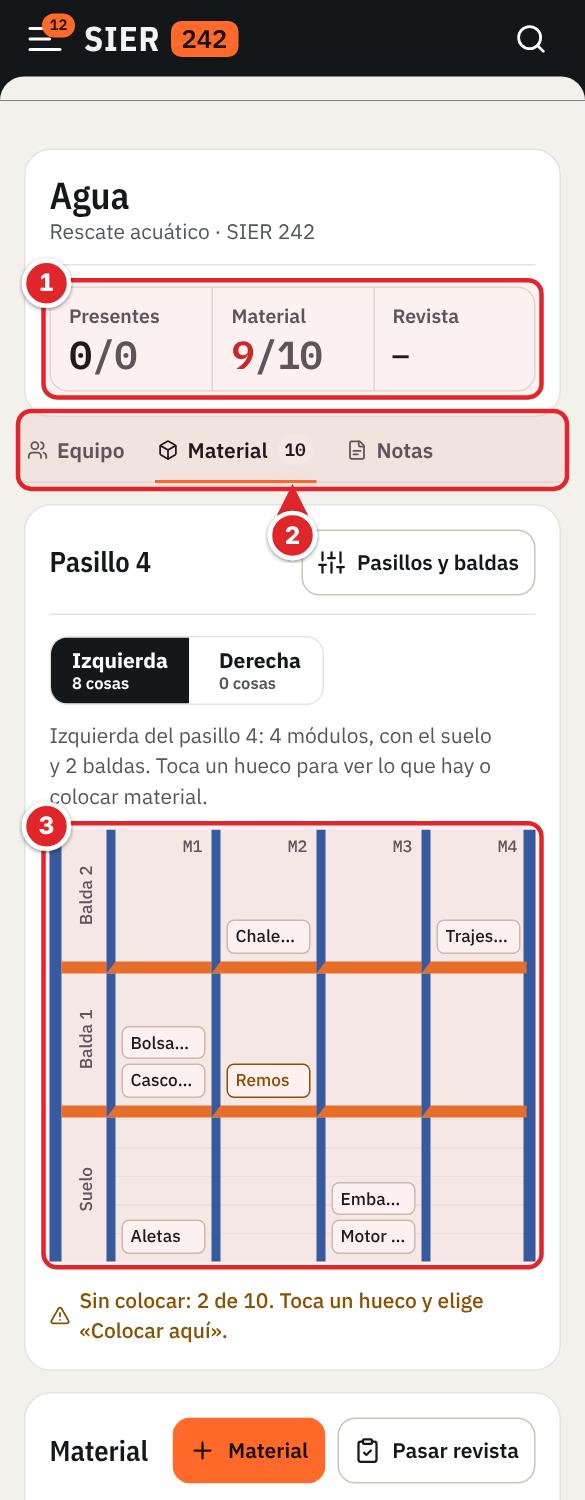 12
SIER 242
Agua
Rescate acuático · SIER 242
1
Presentes Material Revista
0/0 9/10 –
Equipo Material 10 Notas
2
Pasillo 4 Pasillos y baldas
Izquierda Derecha
8 cosas 0 cosas
Izquierda del pasillo 4: 4 módulos, con el suelo
y 2 baldas. Toca un hueco para ver lo que hay o
colocar material.
3
M1 M2 M3 M4
Balda 2
Chale... Trajes...
Balda 1
Bolsa...
Casco... Remos
Suelo
Emba...
Aletas Motor ...
Sin colocar: 2 de 10. Toca un hueco y elige
«Colocar aquí».
Material + Material Pasar revista